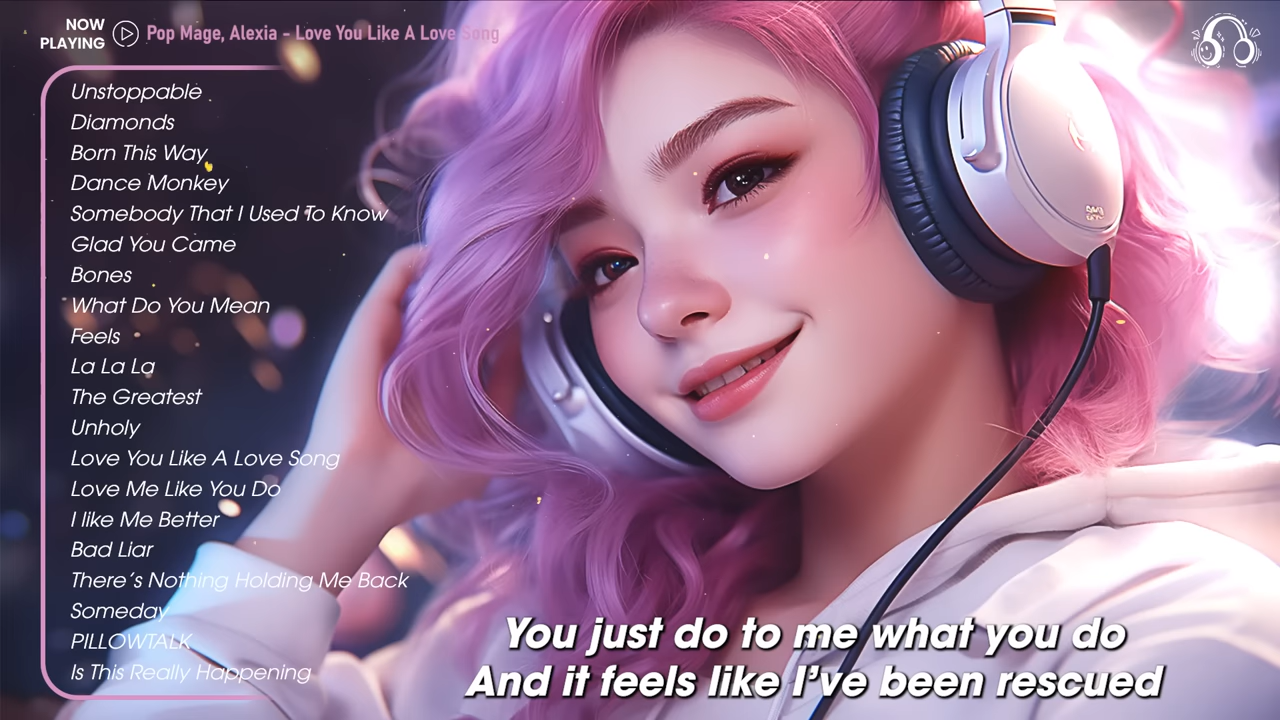 NOW
PLAYING
Pop Mage, Alexia - Love You Like A Love Song
Unstoppable
Diamonds
Born This Way
Dance Monkey
Somebody That I Used To Know
Glad You Came
Bones
What Do You Mean
Feels
La La La
The Greatest
Unholy
Love You Like A Love Song
Love Me Like You Do
I like Me Better
Bad Liar
There's Nothing Holding Me Back
Someday
PILLOWTALK
Is This Really Happening
You just do to me what you do
And it feels like I've been rescued